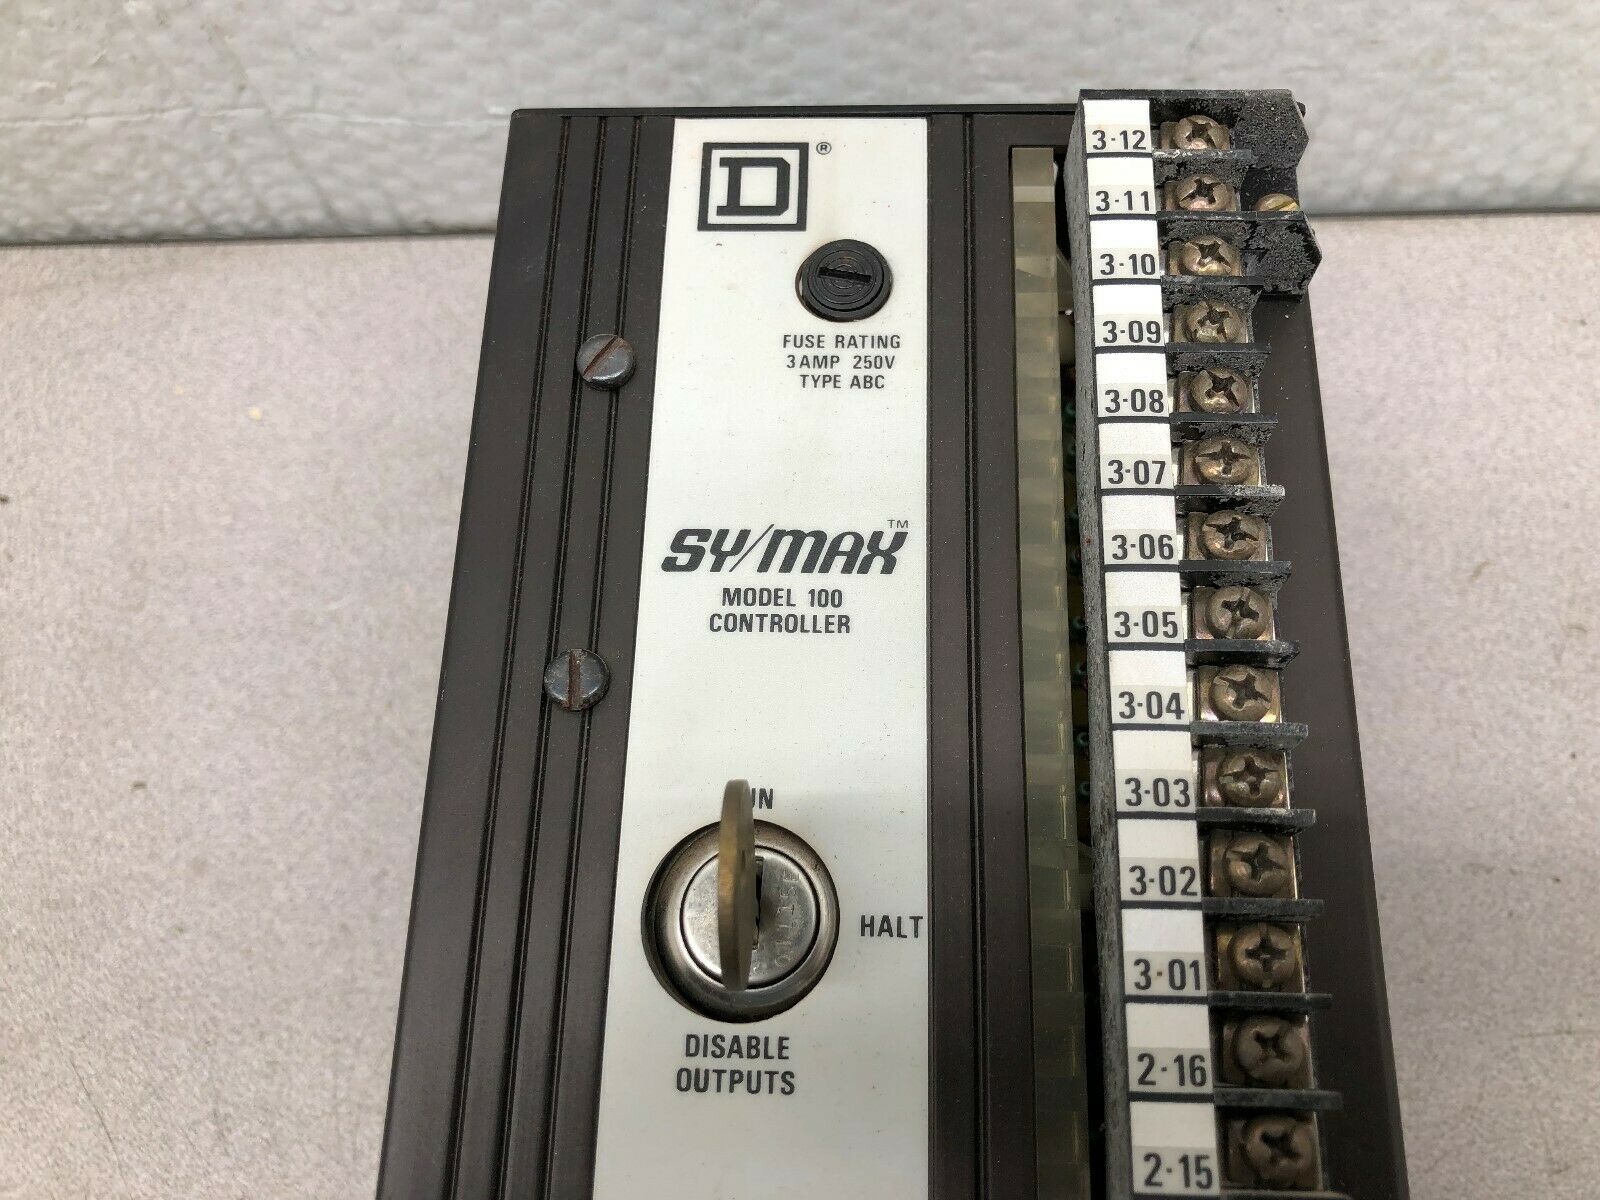 D®
FUSE RATING
3 AMP 250V
TYPE ABC
SY/MAX™
MODEL 100
CONTROLLER
HALT
DISABLE
OUTPUTS
3-12
3-11
3-10
3-09
3-08
3-07
3-06
3-05
3-04
3-03
3-02
3-01
2-16
2-15